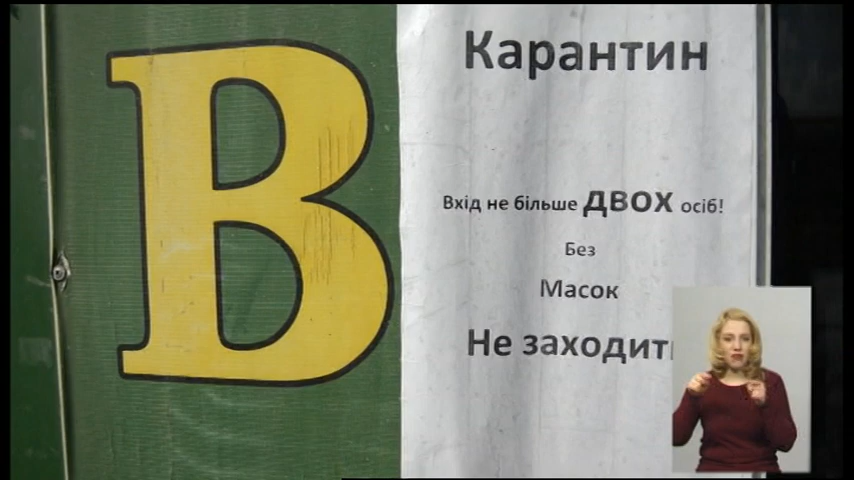 В
Карантин
Вхід не більше ДВОХ осіб!
Без
Масок
Не заходит